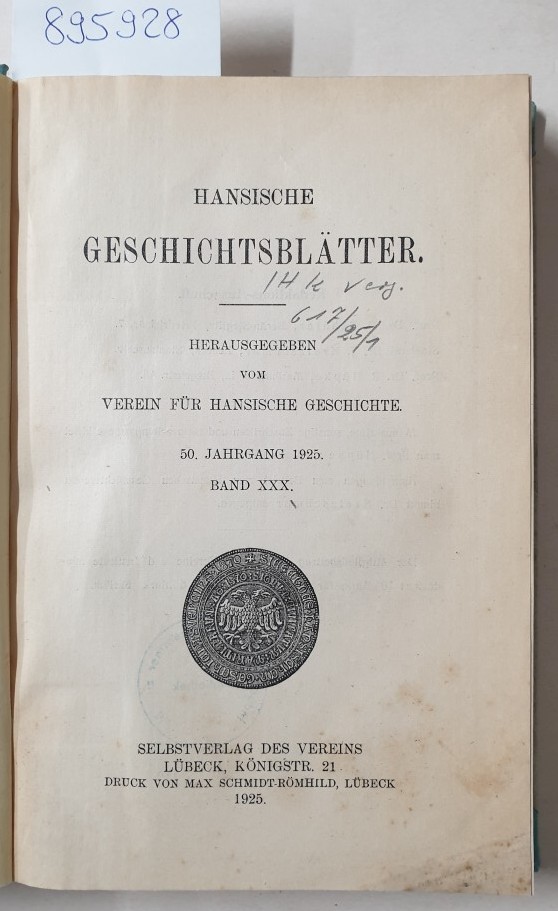 895928
HANSISCHE
GESCHICHTSBLÄTTER.
IHK Verz.
617/25/1
HERAUSGEGEBEN
VOM
VEREIN FÜR HANSISCHE GESCHICHTE.
50. JAHRGANG 1925.
BAND XXX.
SELBSTVERLAG DES VEREINS
LÜBECK, KÖNIGSTR. 21
DRUCK VON MAX SCHMIDT-RÖMHILD, LÜBECK
1925.